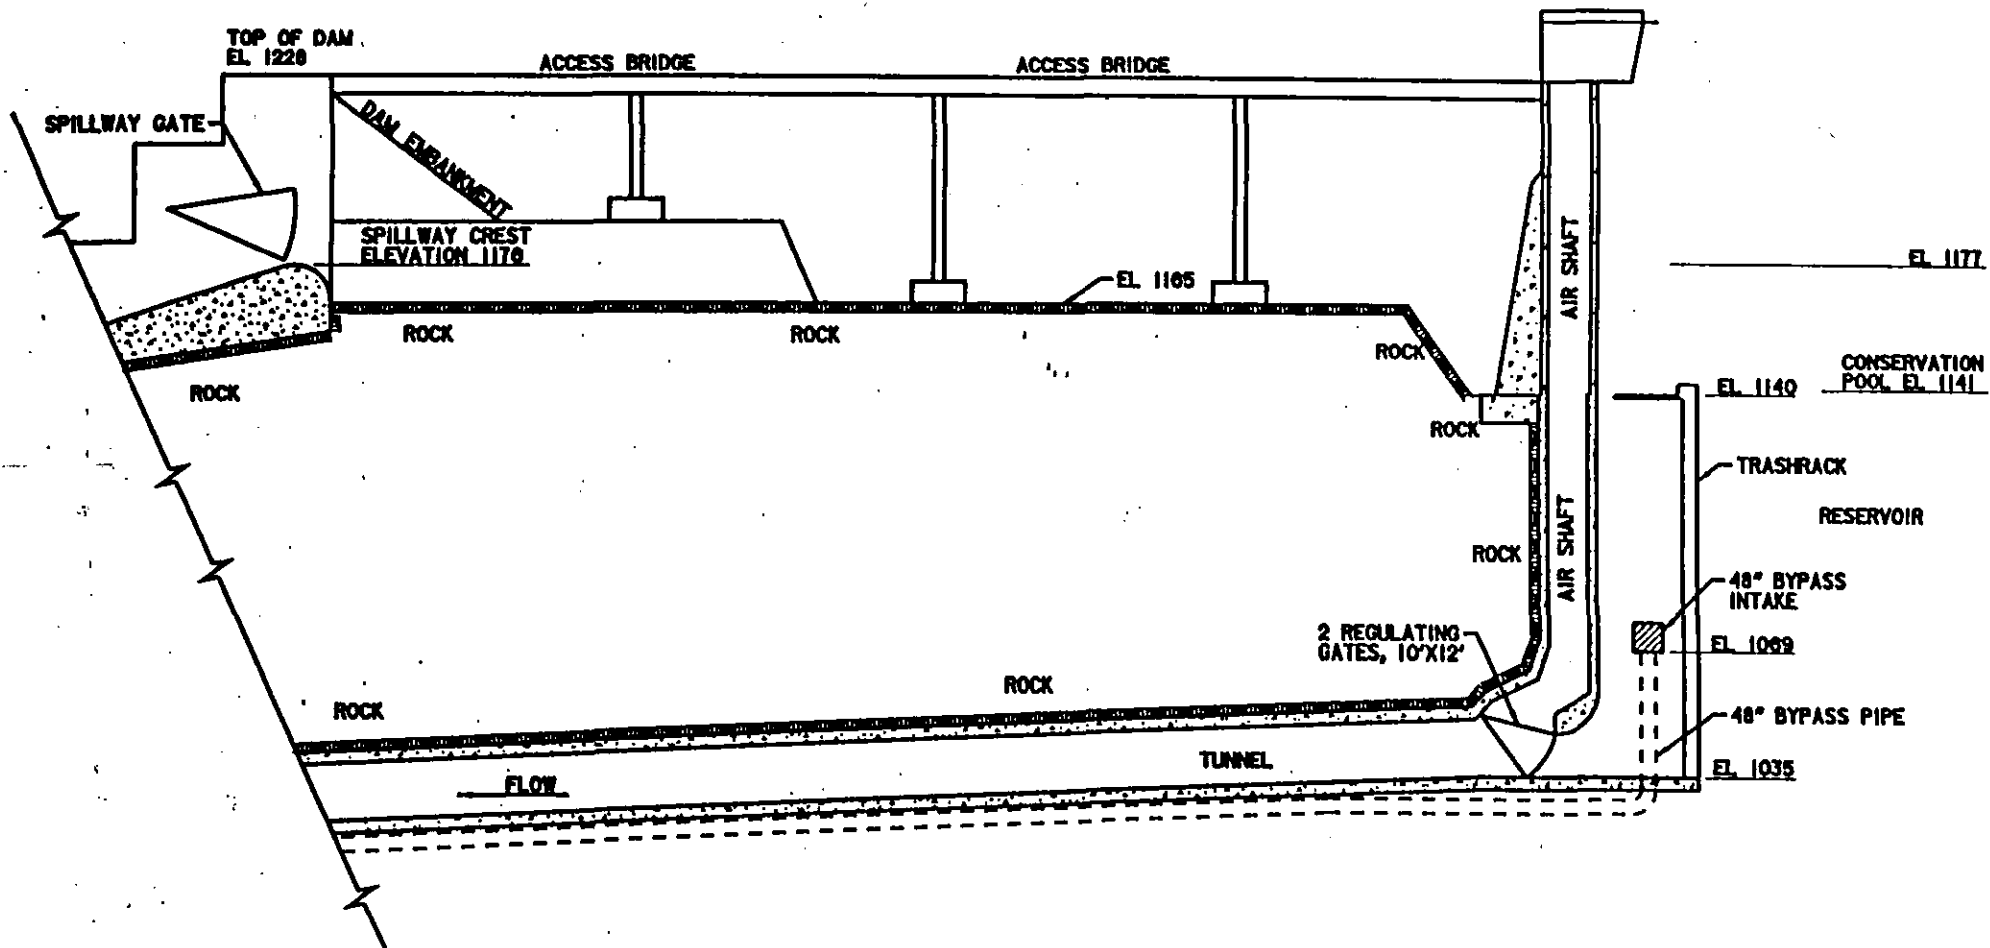 TOP OF DAM
EL 1228
ACCESS BRIDGE
ACCESS BRIDGE
SPILLWAY GATE
DAM EMBANKMENT
SPILLWAY CREST
ELEVATION 1176
EL 1165
AIR SHAFT
EL 1177
ROCK
ROCK
ROCK
ROCK
CONSERVATION
POOL EL 1141
EL 1140
ROCK
TRASHRACK
RESERVOIR
AIR SHAFT
ROCK
48" BYPASS
INTAKE
2 REGULATING
GATES, 10'X12'
EL 1069
ROCK
ROCK
48" BYPASS PIPE
TUNNEL
EL 1035
FLOW